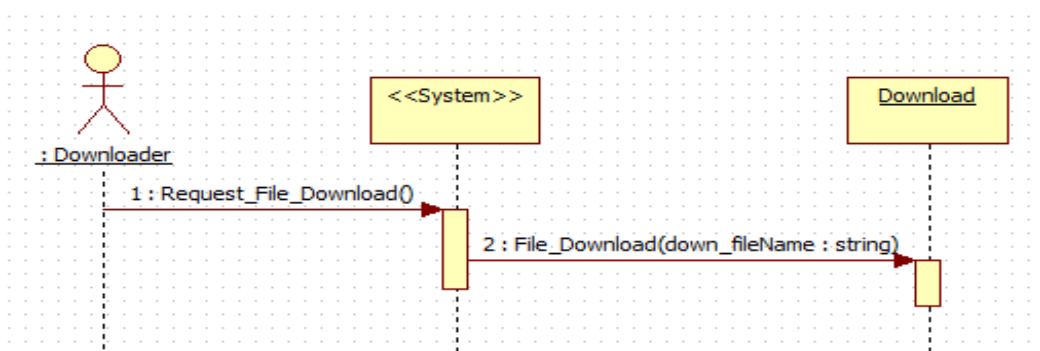 <<System>>
Download
: Downloader
1 : Request_File_Download()
2 : File_Download(down_fileName : string)